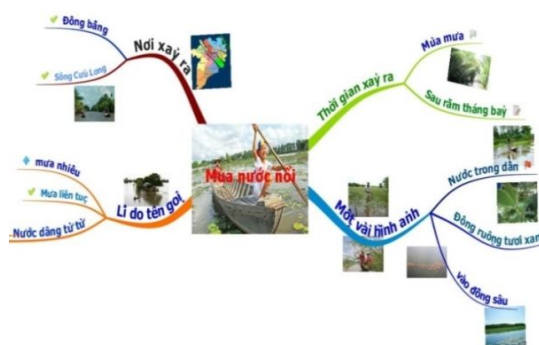 Đông bằng
Sông Cửu Long
Nơi xảy ra
Thời gian xảy ra
Mùa mưa
Sau rằm tháng bảy
Mùa nước nổi
mưa nhiều
Mưa liên tục
Nước dâng từ từ
Lí do tên gọi
Một vài hình ảnh
Nước trong dần
Đồng ruộng tươi xan
vào đồng sâu